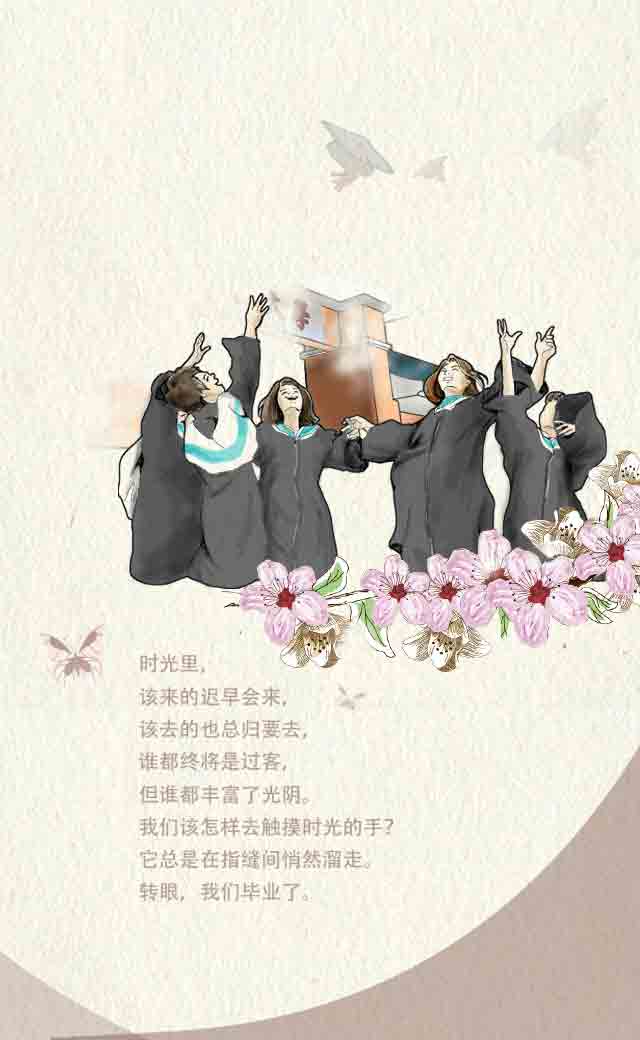 时光里，
该来的迟早会来，
该去的也总归要去，
谁都终将是过客，
但谁都丰富了光阴。
我们该怎样去触摸时光的手？
它总是在指缝间悄然溜走。
转眼，我们毕业了。